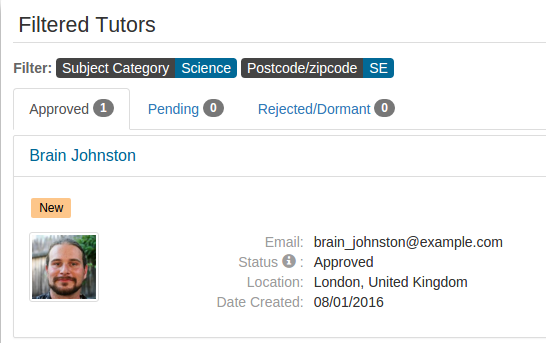 Filtered Tutors
Filter: Subject Category Science Postcode/zipcode SE
Approved 1 Pending 0 Rejected/Dormant 0
Brain Johnston
New
Email: brain_johnston@example.com
Status i : Approved
Location: London, United Kingdom
Date Created: 08/01/2016